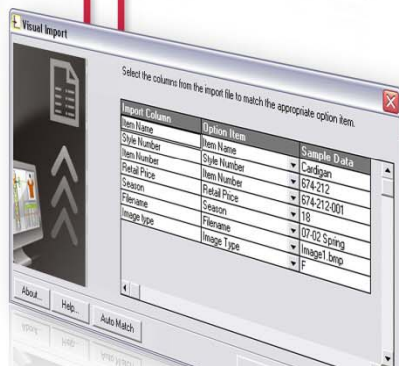 Visual Import
Select the columns from the import file to match the appropriate option item.
Import Column Option Item Sample Data
Item Name Item Name Cardigan
Style Number Style Number 674-212
Item Number Item Number 674-212-001
Retail Price Retail Price 18
Season Season 07-02 Spring
Filename Filename Image1.bmp
Image type Image Type F
About... Help... Auto Match